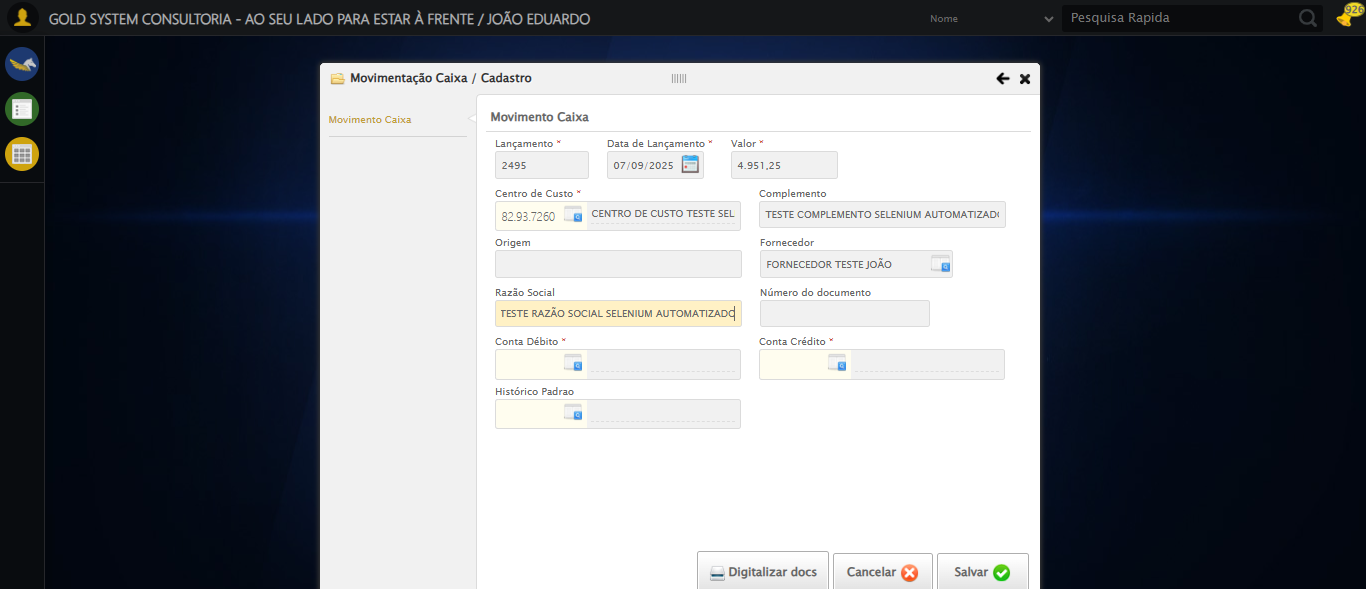 GOLD SYSTEM CONSULTORIA - AO SEU LADO PARA ESTAR À FRENTE / JOÃO EDUARDO
Nome
Pesquisa Rapida
926
Movimentação Caixa / Cadastro
Movimento Caixa
Movimento Caixa
Lançamento * Data de Lançamento * Valor *
2495 07/09/2025 4.951,25
Centro de Custo * Complemento
82.93.7260 CENTRO DE CUSTO TESTE SEL TESTE COMPLEMENTO SELENIUM AUTOMATIZADO
Origem Fornecedor
FORNECEDOR TESTE JOÃO
Razão Social Número do documento
TESTE RAZÃO SOCIAL SELENIUM AUTOMATIZADO
Conta Débito * Conta Crédito *
Histórico Padrao
Digitalizar docs Cancelar Salvar